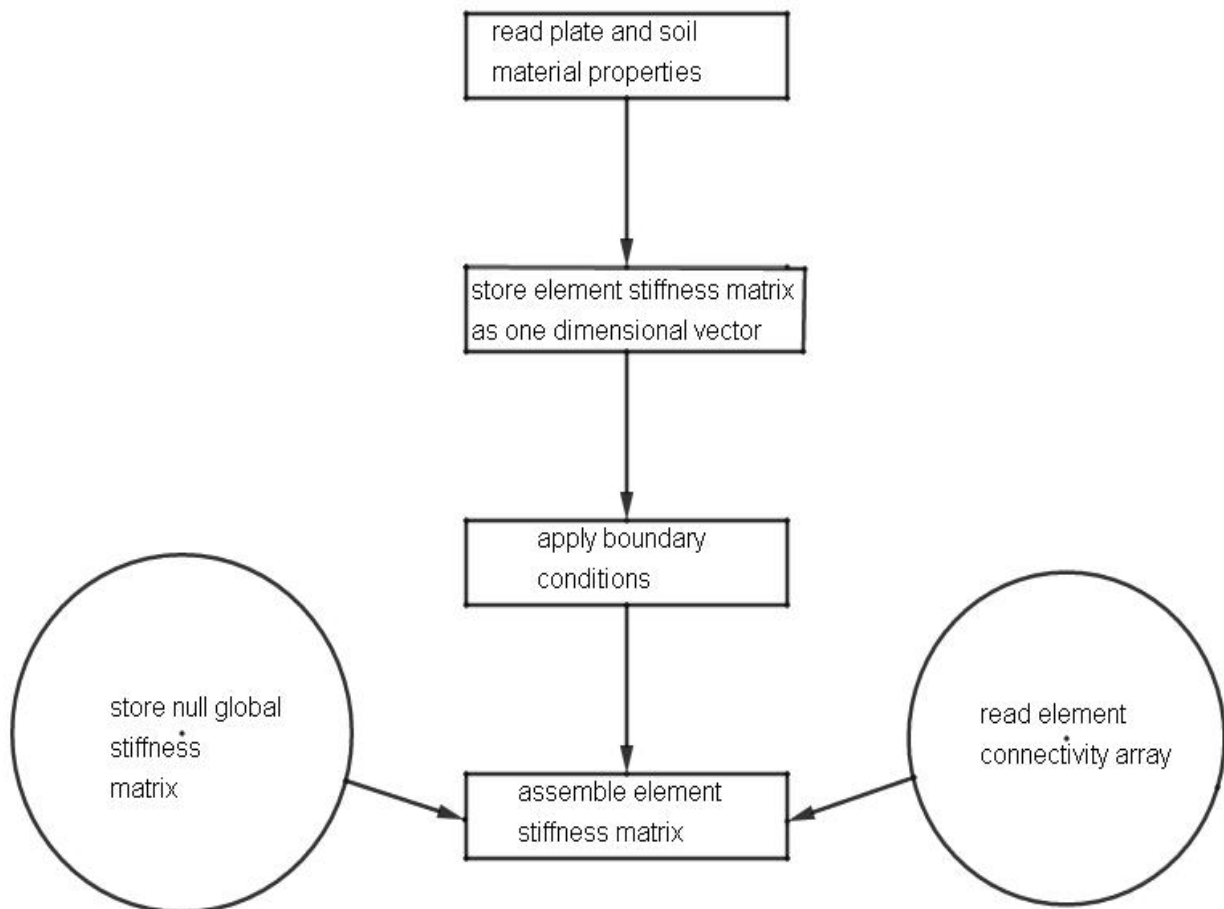 read plate and soil
material properties
store element stiffness matrix
as one dimensional vector
apply boundary
conditions
store null global
stiffness
matrix
read element
connectivity array
assemble element
stiffness matrix